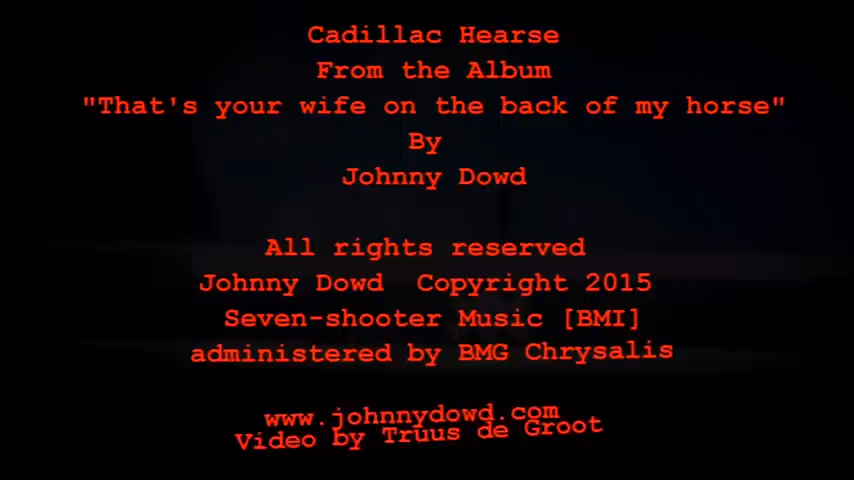 Cadillac Hearse
From the Album
"That's your wife on the back of my horse"
By
Johnny Dowd
All rights reserved
Johnny Dowd Copyright 2015
Seven-shooter Music [BMI]
administered by BMG Chrysalis
www.johnnydowd.com
Video by Truus de Groot